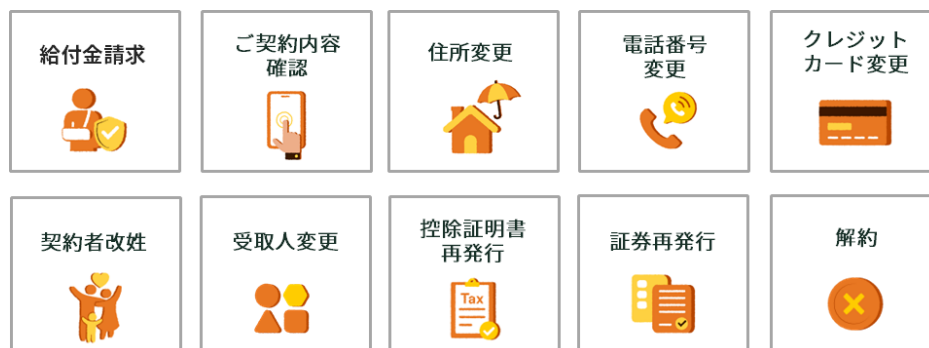 給付金請求
ご契約内容
確認
住所変更
電話番号
変更
クレジット
カード変更
契約者改姓
受取人変更
控除証明書
再発行
Tax
証券再発行
解約